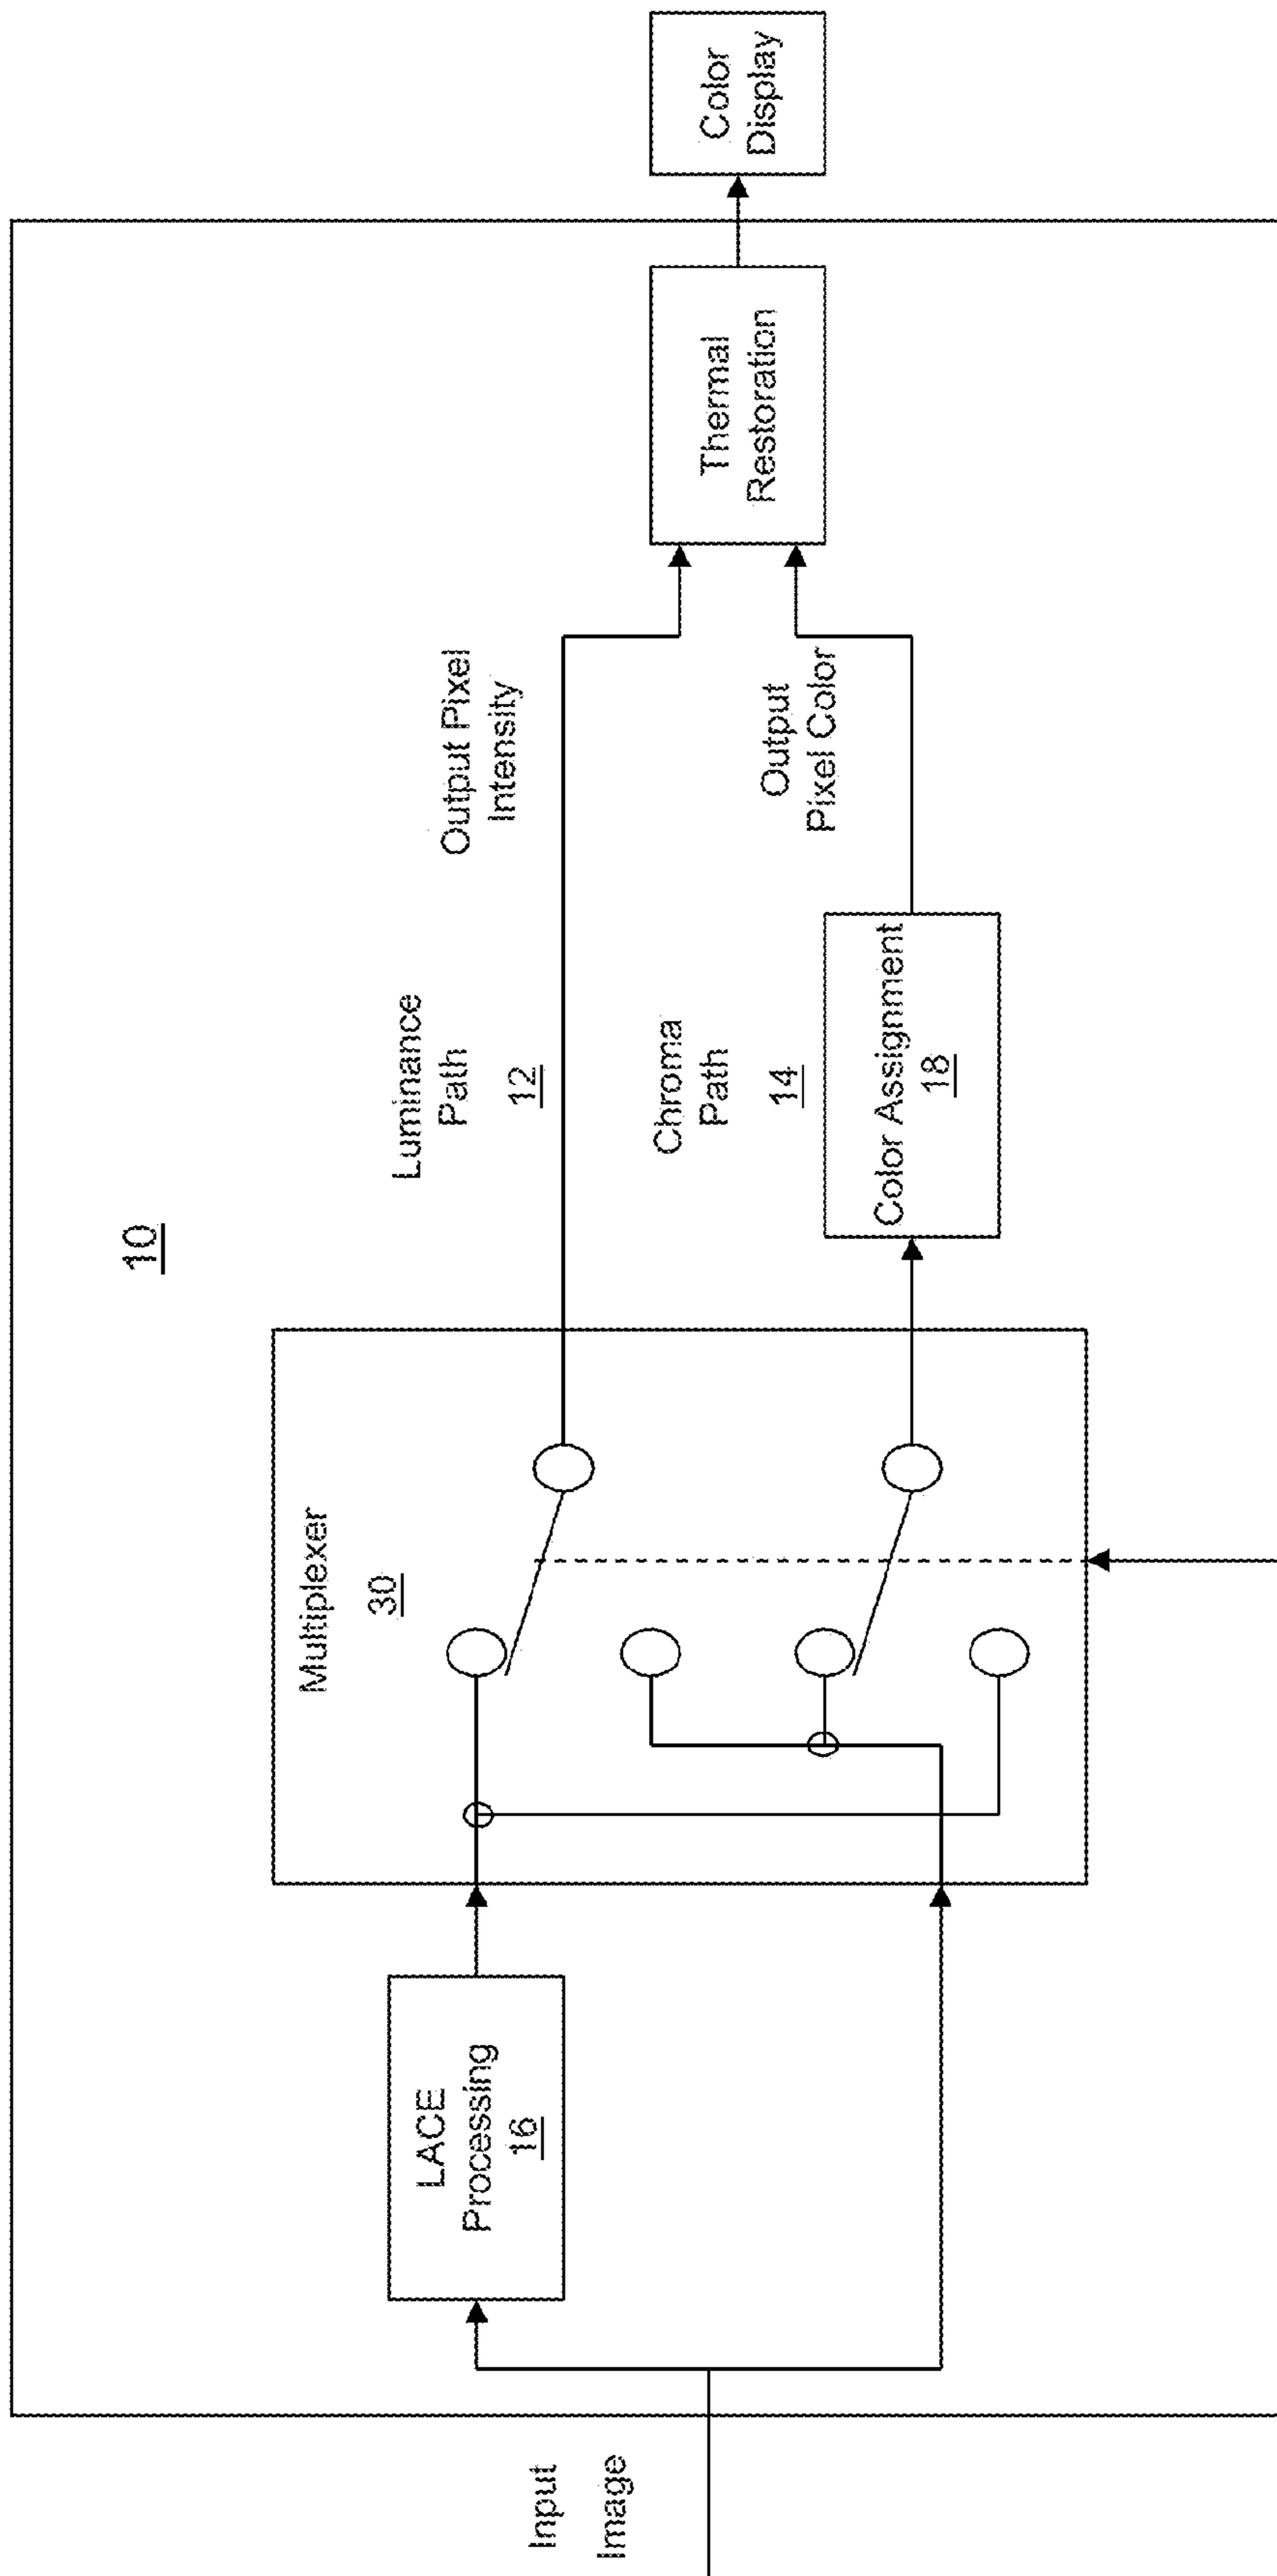 10
Input
Image
LACE
Processing
16
Multiplexer
30
Luminance
Path
12
Output Pixel
Intensity
Chroma
Path
14
Color Assignment
18
Output
Pixel Color
Thermal
Restoration
Color
Display